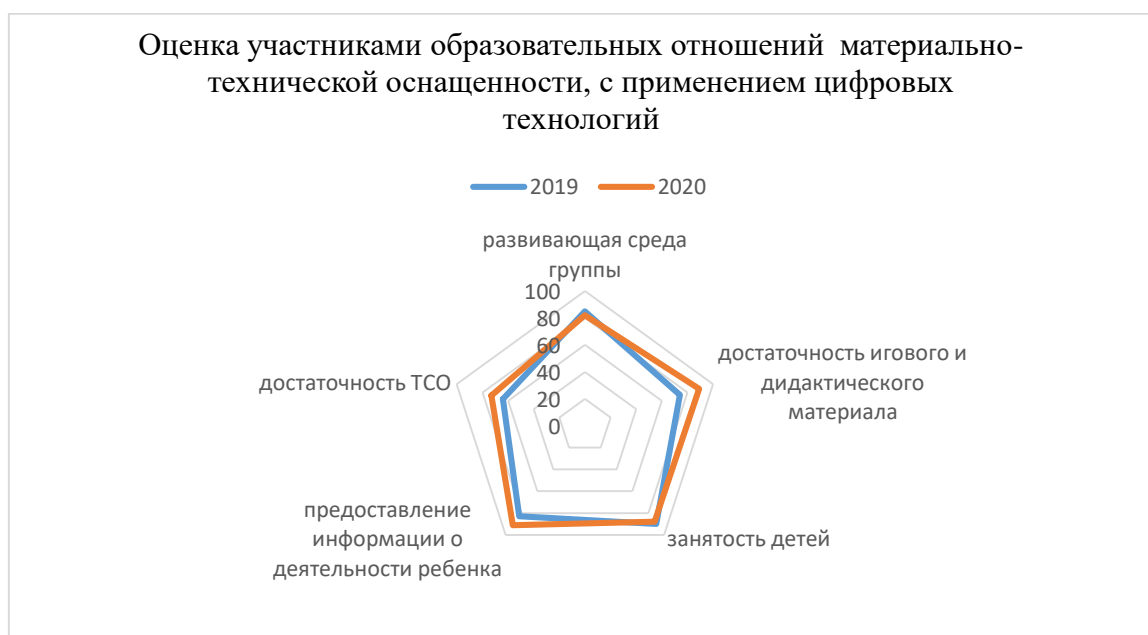 Оценка участниками образовательных отношений  материально-
технической оснащенности, с применением цифровых
технологий
2019 2020
развивающая среда
группы
100
80
60
40
20
0
достаточность игового и
дидактического
материала
занятость детей
предоставление
информации о
деятельности ребенка
достаточность ТСО